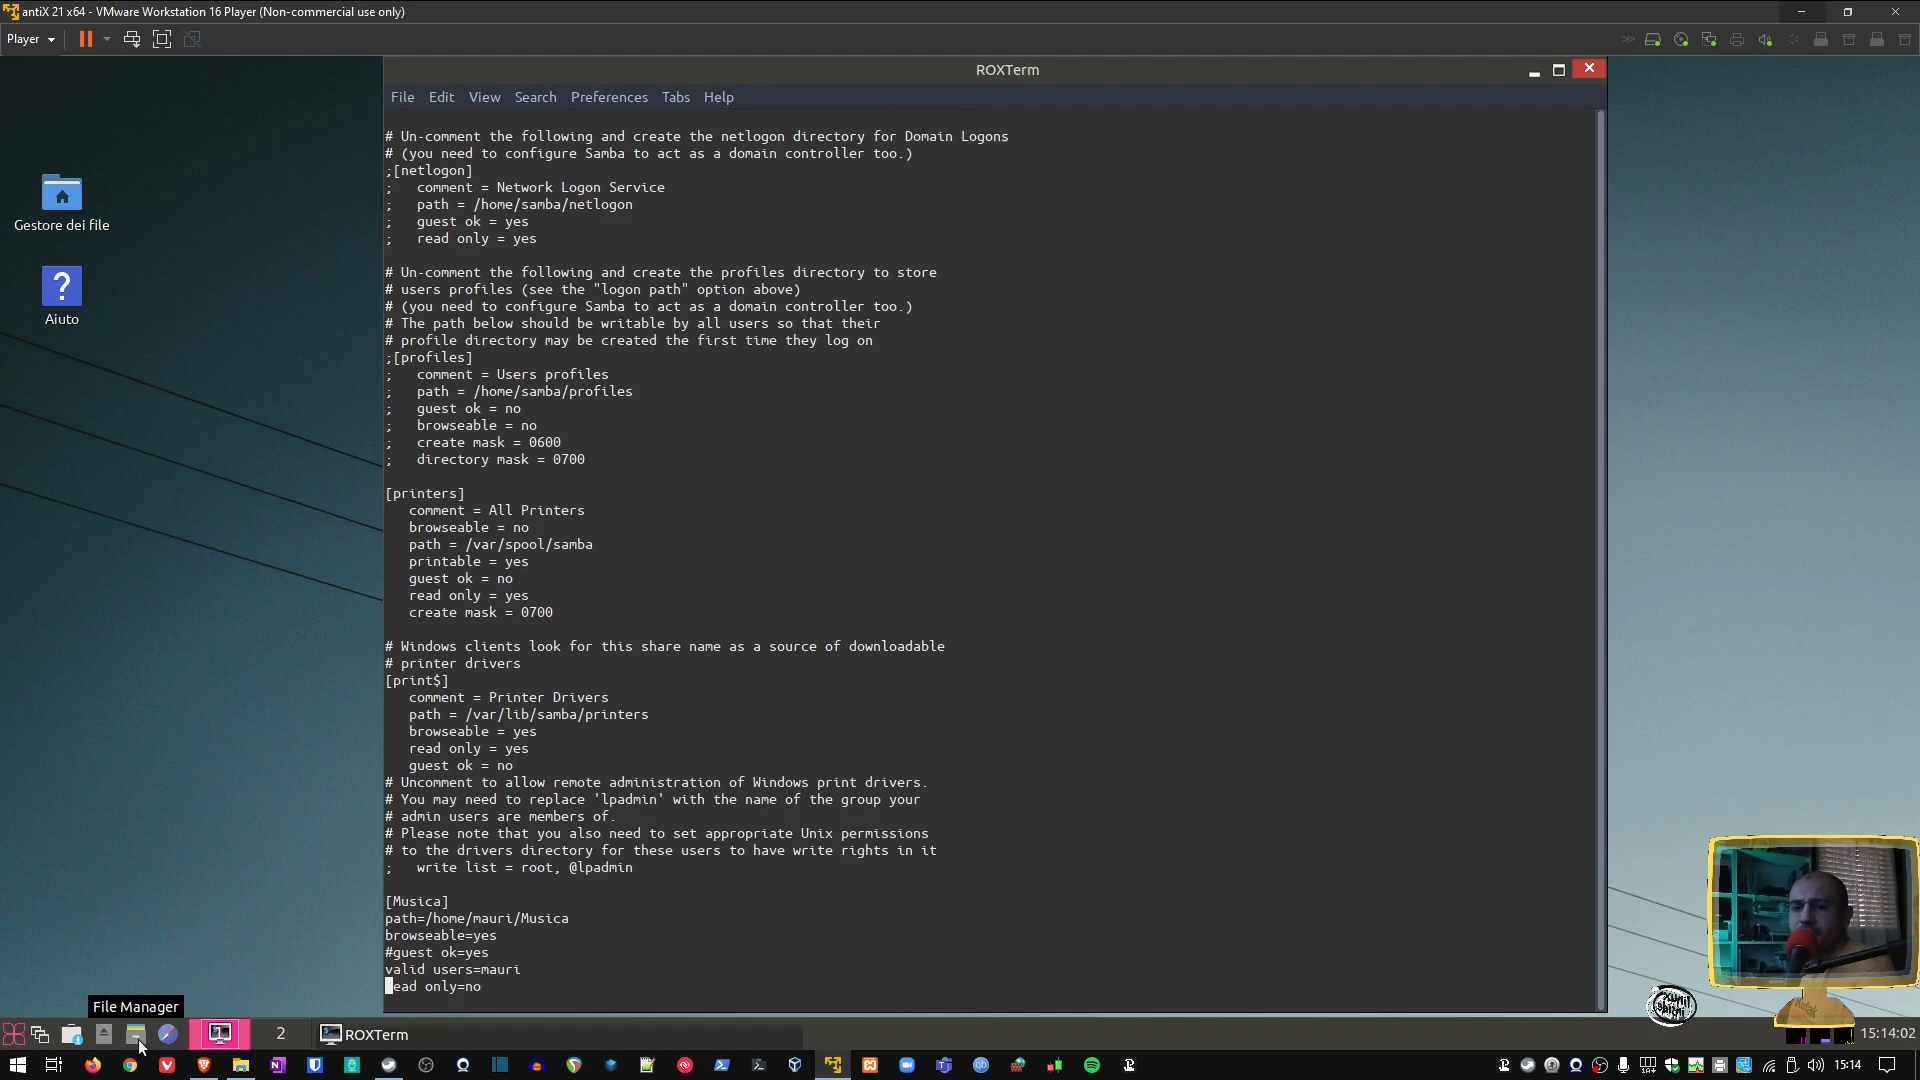 antiX 21 x64 - VMware Workstation 16 Player (Non-commercial use only)
Player
ROXTerm
File Edit View Search Preferences Tabs Help
# Un-comment the following and create the netlogon directory for Domain Logons
# (you need to configure Samba to act as a domain controller too.)
;[netlogon]
;   comment = Network Logon Service
;   path = /home/samba/netlogon
;   guest ok = yes
;   read only = yes
# Un-comment the following and create the profiles directory to store
# users profiles (see the "logon path" option above)
# (you need to configure Samba to act as a domain controller too.)
# The path below should be writable by all users so that their
# profile directory may be created the first time they log on
;[profiles]
;   comment = Users profiles
;   path = /home/samba/profiles
;   guest ok = no
;   browseable = no
;   create mask = 0600
;   directory mask = 0700
[printers]
   comment = All Printers
   browseable = no
   path = /var/spool/samba
   printable = yes
   guest ok = no
   read only = yes
   create mask = 0700
# Windows clients look for this share name as a source of downloadable
# printer drivers
[print$]
   comment = Printer Drivers
   path = /var/lib/samba/printers
   browseable = yes
   read only = yes
   guest ok = no
# Uncomment to allow remote administration of Windows print drivers.
# You may need to replace 'lpadmin' with the name of the group your
# admin users are members of.
# Please note that you also need to set appropriate Unix permissions
# to the drivers directory for these users to have write rights in it
;   write list = root, @lpadmin
[Musica]
path=/home/mauri/Musica
browseable=yes
#guest ok=yes
valid users=mauri
ead only=no
Gestore dei file
Aiuto
File Manager
1
2
ROXTerm
15:14:02
15:14